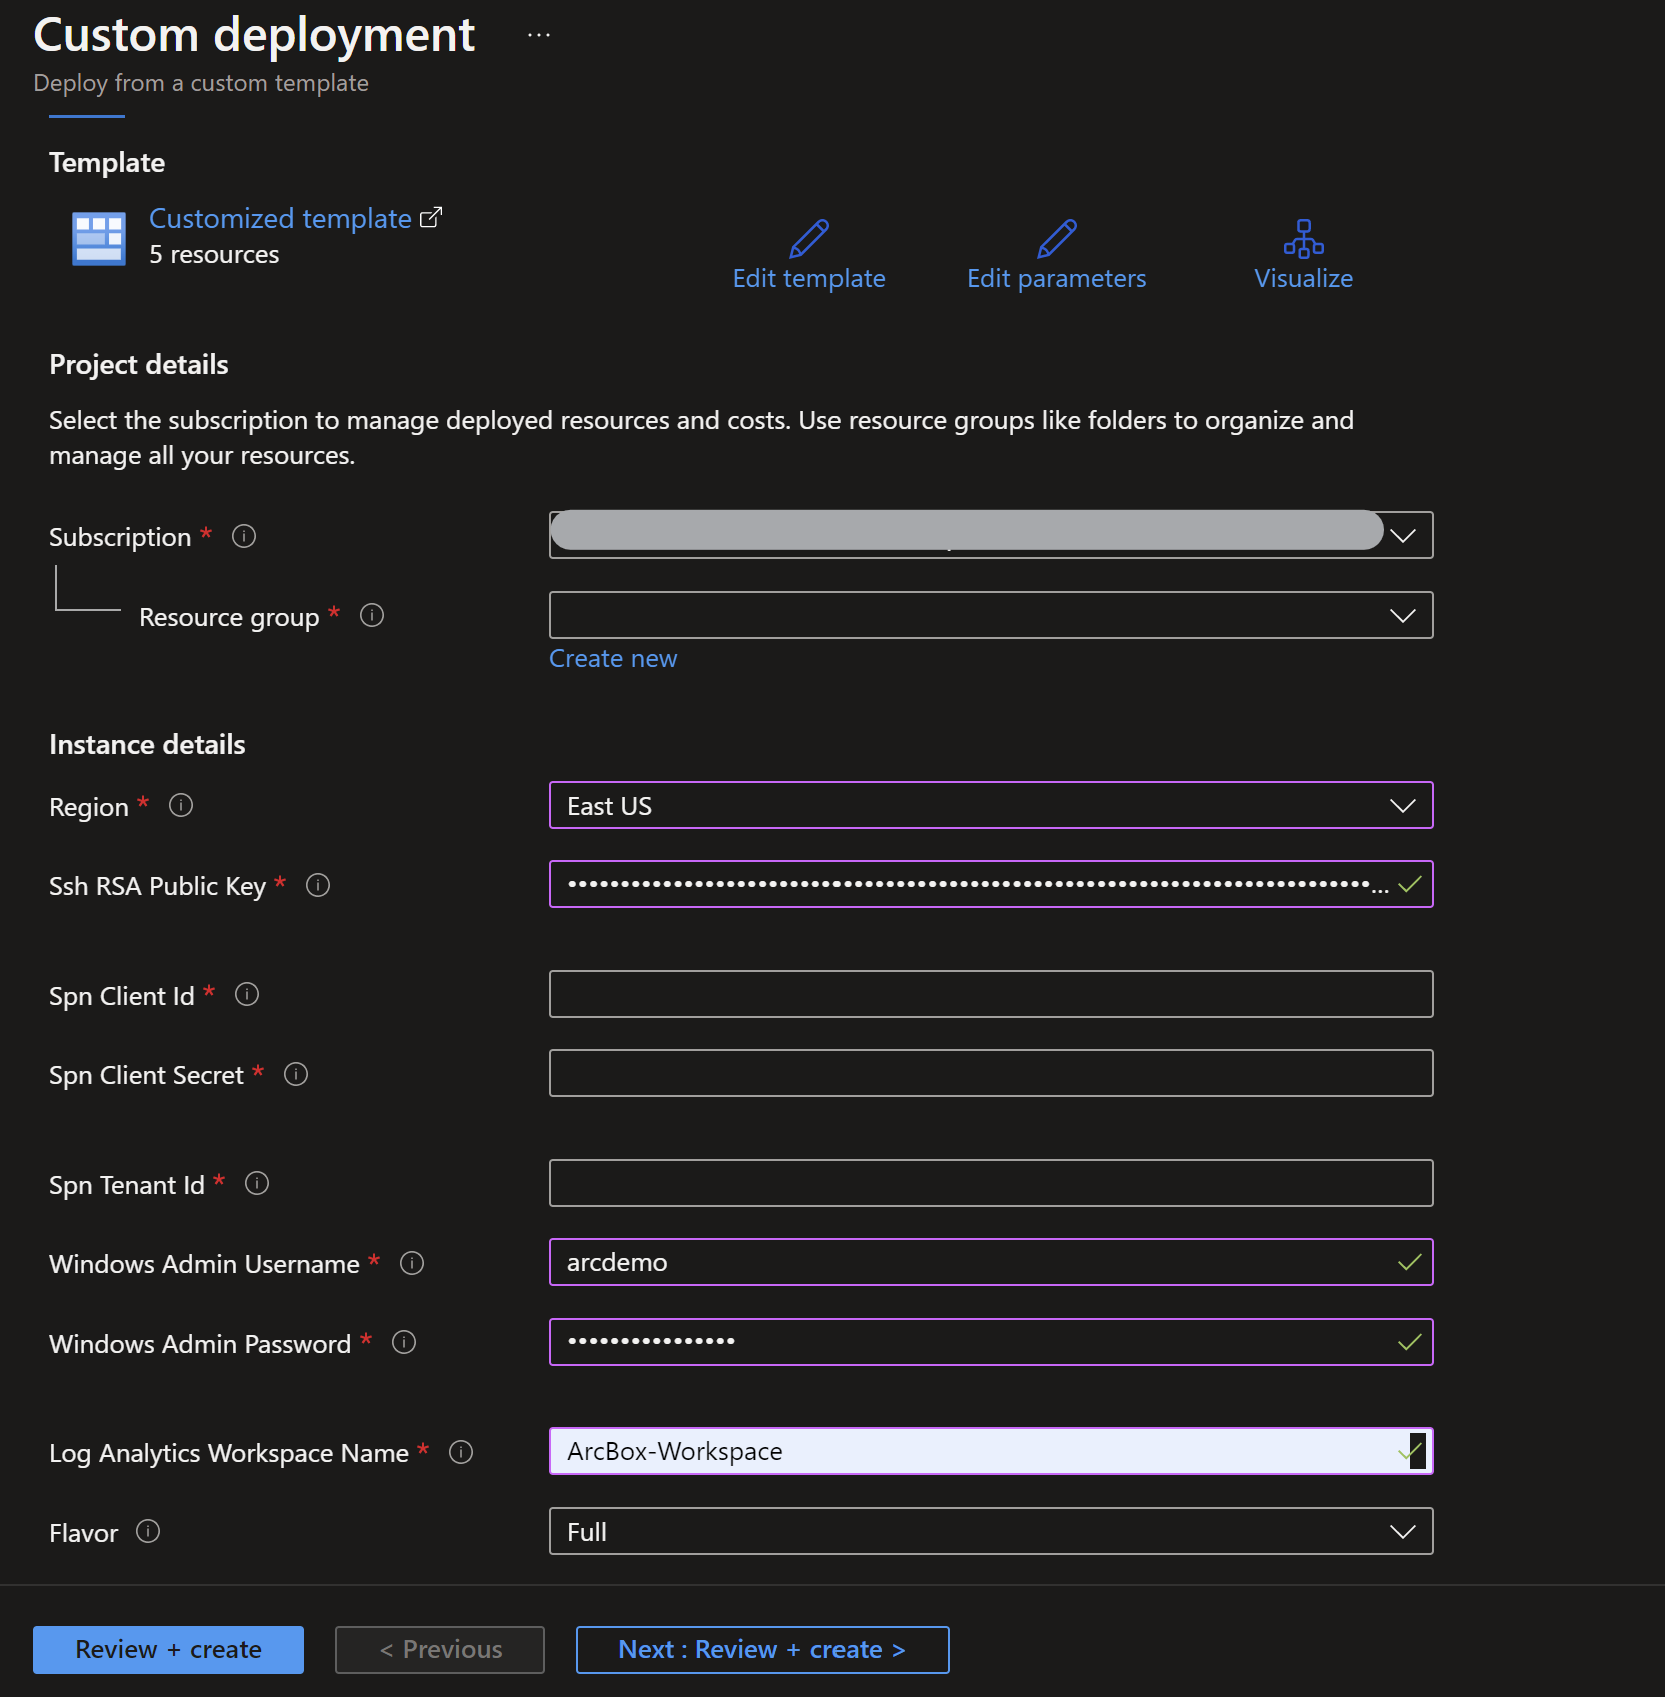 Custom deployment ...
Deploy from a custom template
Template
Customized template
5 resources
Edit template
Edit parameters
Visualize
Project details
Select the subscription to manage deployed resources and costs. Use resource groups like folders to organize and
manage all your resources.
Subscription *
Resource group *
Create new
Instance details
Region *
East US
Ssh RSA Public Key *
Spn Client Id *
Spn Client Secret *
Spn Tenant Id *
Windows Admin Username *
arcdemo
Windows Admin Password *
Log Analytics Workspace Name *
ArcBox-Workspace
Flavor
Full
Review + create
< Previous
Next : Review + create >